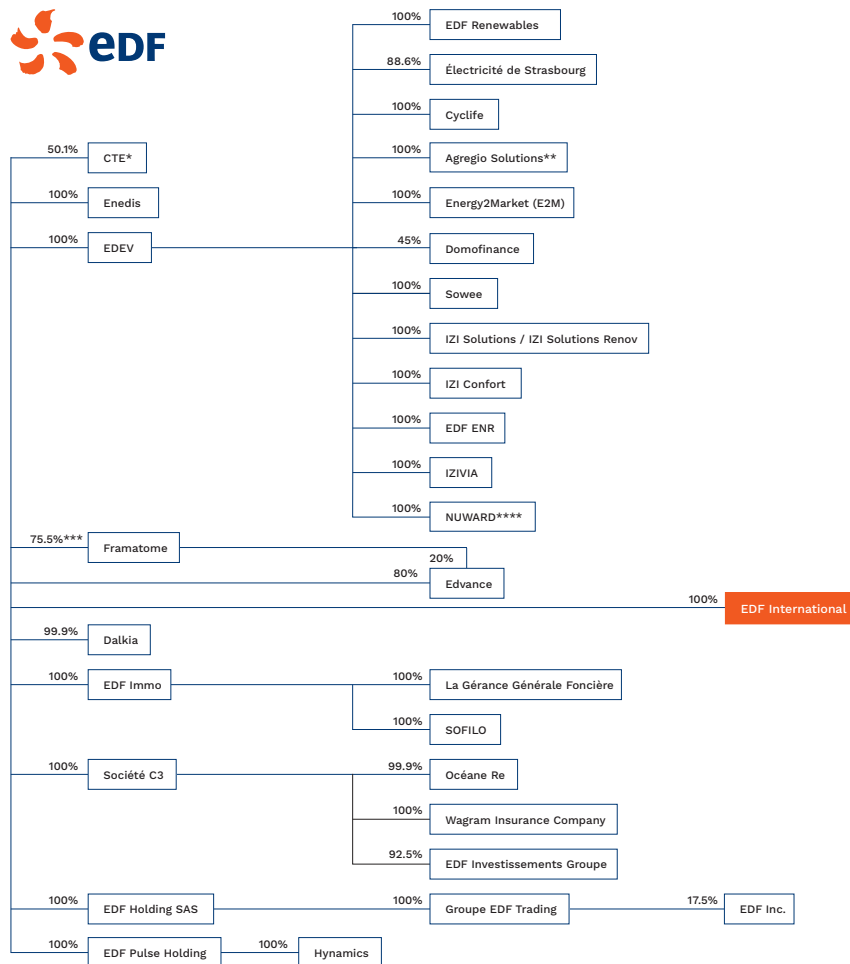 eDF
100%
EDF Renewables
88.6%
Électricité de Strasbourg
100%
Cyclife
50.1%
CTE*
100%
Agregio Solutions**
100%
Enedis
100%
Energy2Market (E2M)
100%
EDEV
45%
Domofinance
100%
Sowee
100%
IZI Solutions / IZI Solutions Renov
100%
IZI Confort
100%
EDF ENR
100%
IZIVIA
100%
NUWARD****
75.5%***
Framatome
20%
80%
Edvance
100%
EDF International
99.9%
Dalkia
100%
EDF Immo
100%
La Gérance Générale Foncière
100%
SOFILO
100%
Société C3
99.9%
Océane Re
100%
Wagram Insurance Company
92.5%
EDF Investissements Groupe
100%
EDF Holding SAS
100%
Groupe EDF Trading
17.5%
EDF Inc.
100%
EDF Pulse Holding
100%
Hynamics